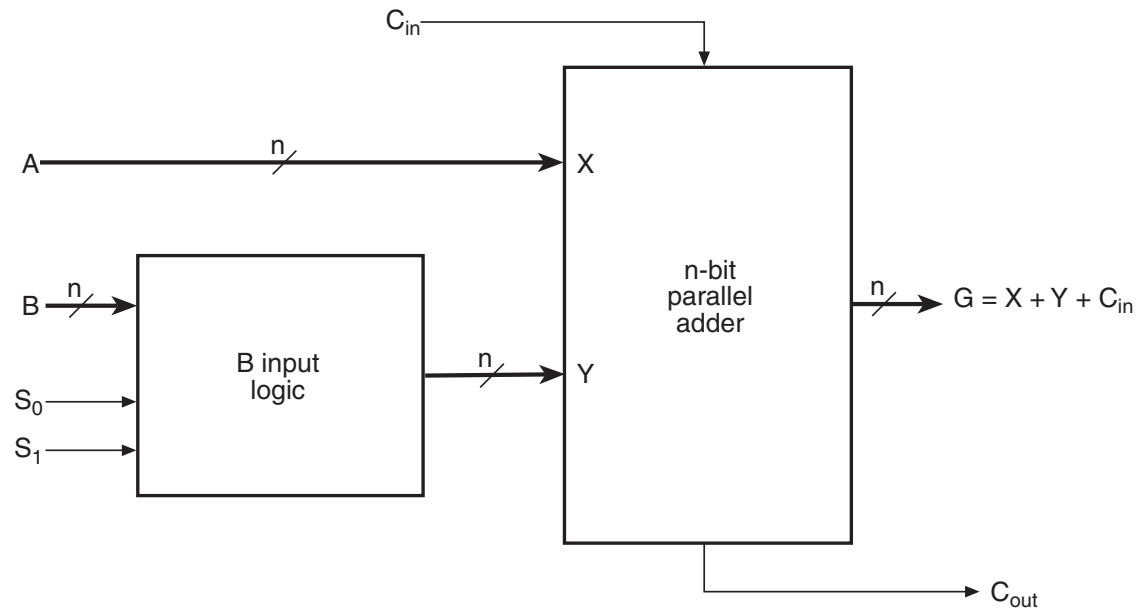 C_in
n
A
X
n-bit
parallel
adder
n
B
n
G = X + Y + C_in
B input
logic
n
Y
S_0
S_1
C_out